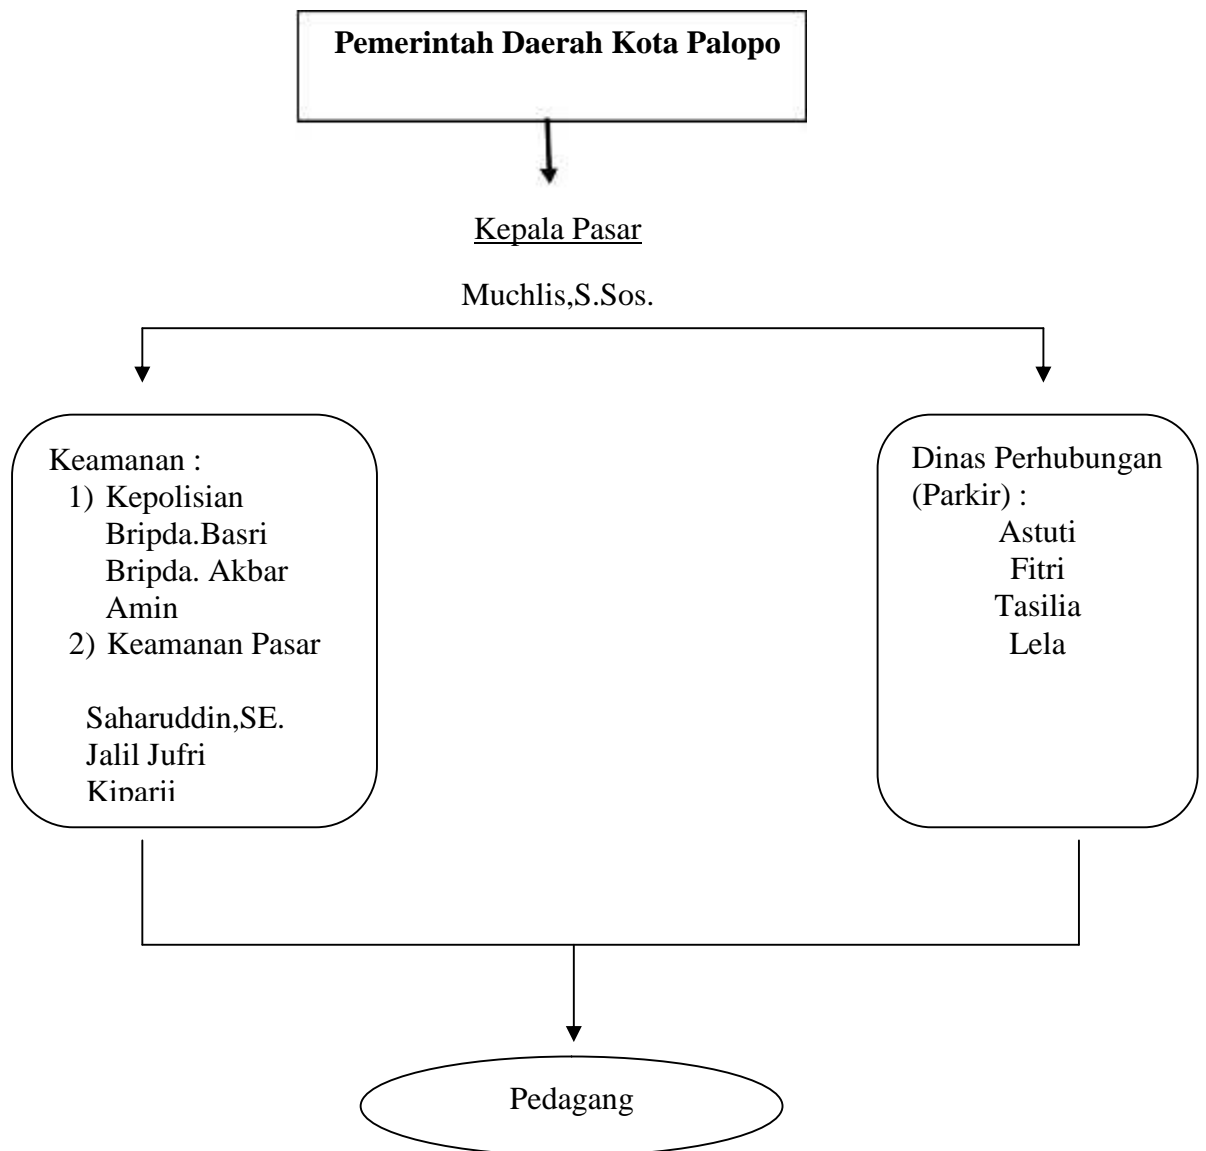 Pemerintah Daerah Kota Palopo
Kepala Pasar
Muchlis,S.Sos.
Keamanan :
1) Kepolisian
Bripda.Basri
Bripda. Akbar
Amin
2) Keamanan Pasar
Saharuddin,SE.
Jalil Jufri
Dinas Perhubungan
(Parkir) :
Astuti
Fitri
Tasilia
Lela
Pedagang